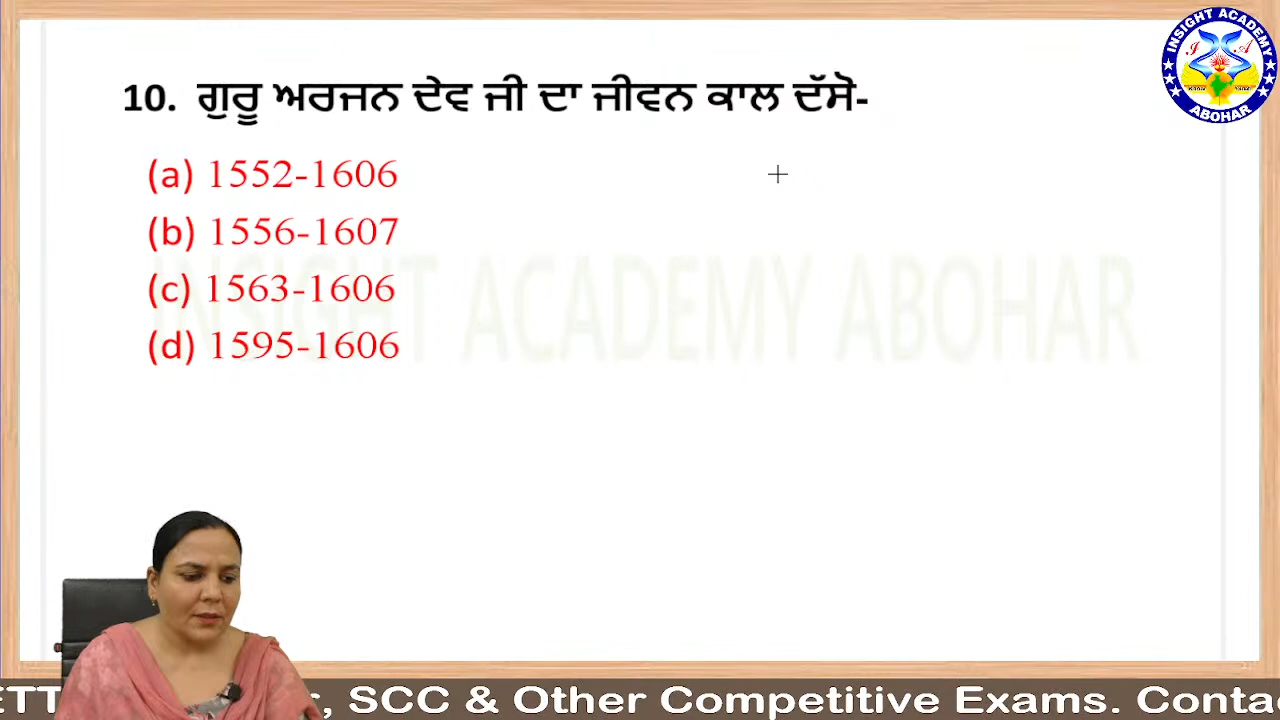 10. ਗੁਰੂ ਅਰਜਨ ਦੇਵ ਜੀ ਦਾ ਜੀਵਨ ਕਾਲ ਦੱਸੋ-
(a) 1552-1606
(b) 1556-1607
(c) 1563-1606
(d) 1595-1606
INSIGHT ACADEMY ABOHAR
INSIGHT ACADEMY
I A
ABOHAR
ETT
, SCC & Other Competitive Exams. Conta